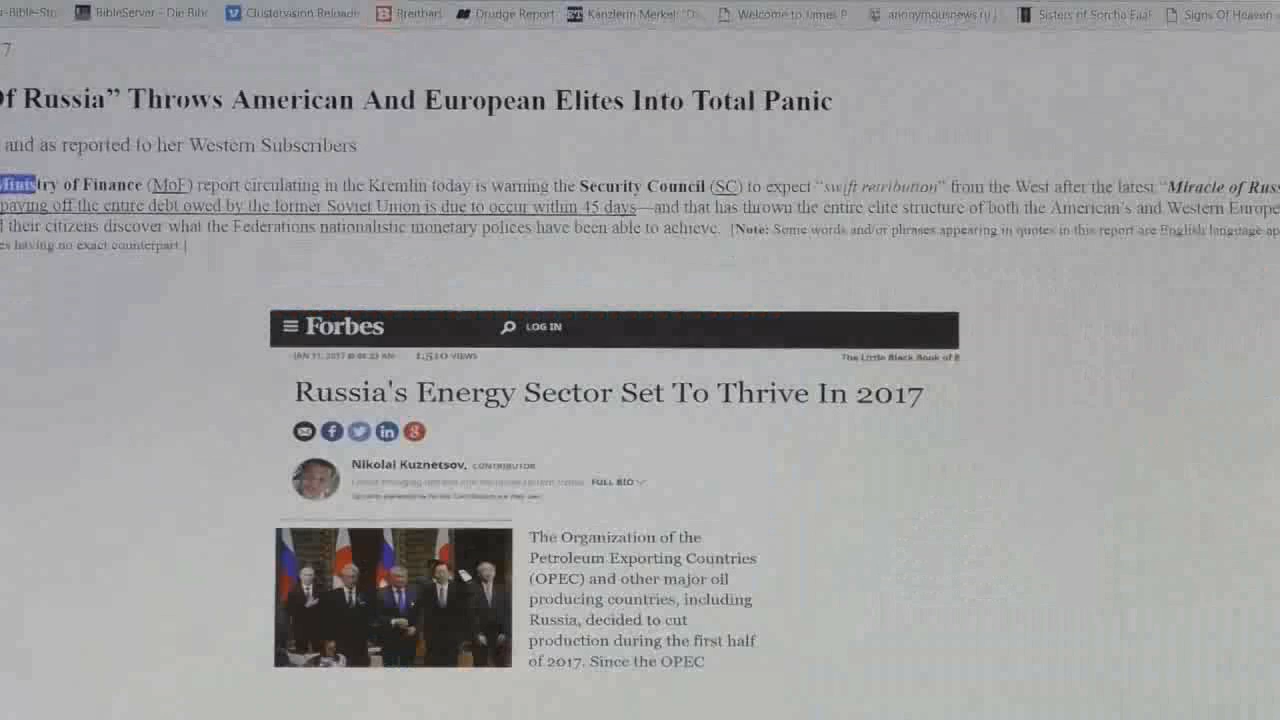 BibleServer - Die Bibe
Clustervision Reloade
Breitbart
Drudge Report
Kanzlerin Merkel: "D
Welcome to James P
anonymousnews.ru |
Sisters of Sorcha Faal
Signs Of Heaven
7
Of Russia” Throws American And European Elites Into Total Panic
and as reported to her Western Subscribers
Ministry of Finance (MoF) report circulating in the Kremlin today is warning the Security Council (SC) to expect “swift retribution” from the West after the latest “Miracle of Russ
paying off the entire debt owed by the former Soviet Union is due to occur within 45 days—and that has thrown the entire elite structure of both the American's and Western Europe
d their citizens discover what the Federations nationalistic monetary polices have been able to achieve. [Note: Some words and/or phrases appearing in quotes in this report are English language ap
es having no exact counterpart.]
Forbes
LOG IN
JAN 11, 2017 @ 08:23 AM 1,510 VIEWS
The Little Black Book of B
Russia's Energy Sector Set To Thrive In 2017
Nikolai Kuznetsov, CONTRIBUTOR
FULL BIO
The Organization of the
Petroleum Exporting Countries
(OPEC) and other major oil
producing countries, including
Russia, decided to cut
production during the first half
of 2017. Since the OPEC